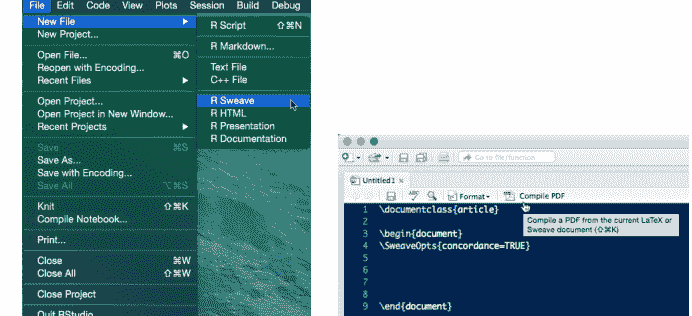 File Edit Code View Plots Session Build Debug
New File ▶
New Project...
Open File... ⌘O
Reopen with Encoding...
Recent Files ▶
Open Project...
Open Project in New Window...
Recent Projects ▶
Save ⌘S
Save As...
Save with Encoding...
Save All ⌥⌘S
Knit ⇧⌘K
Compile Notebook...
Print...
Close ⌘W
Close All ⇧⌘W
Close Project
Quit RStudio
R Script ⇧⌘N
R Markdown...
Text File
C++ File
R Sweave
R HTML
R Presentation
R Documentation
Go to file/function
Untitled1 ×
Format Compile PDF
Compile a PDF from the current LaTeX or
Sweave document (⇧⌘K)
1 \documentclass{article}
2
3 \begin{document}
4 \SweaveOpts{concordance=TRUE}
5
6
7
8
9 \end{document}